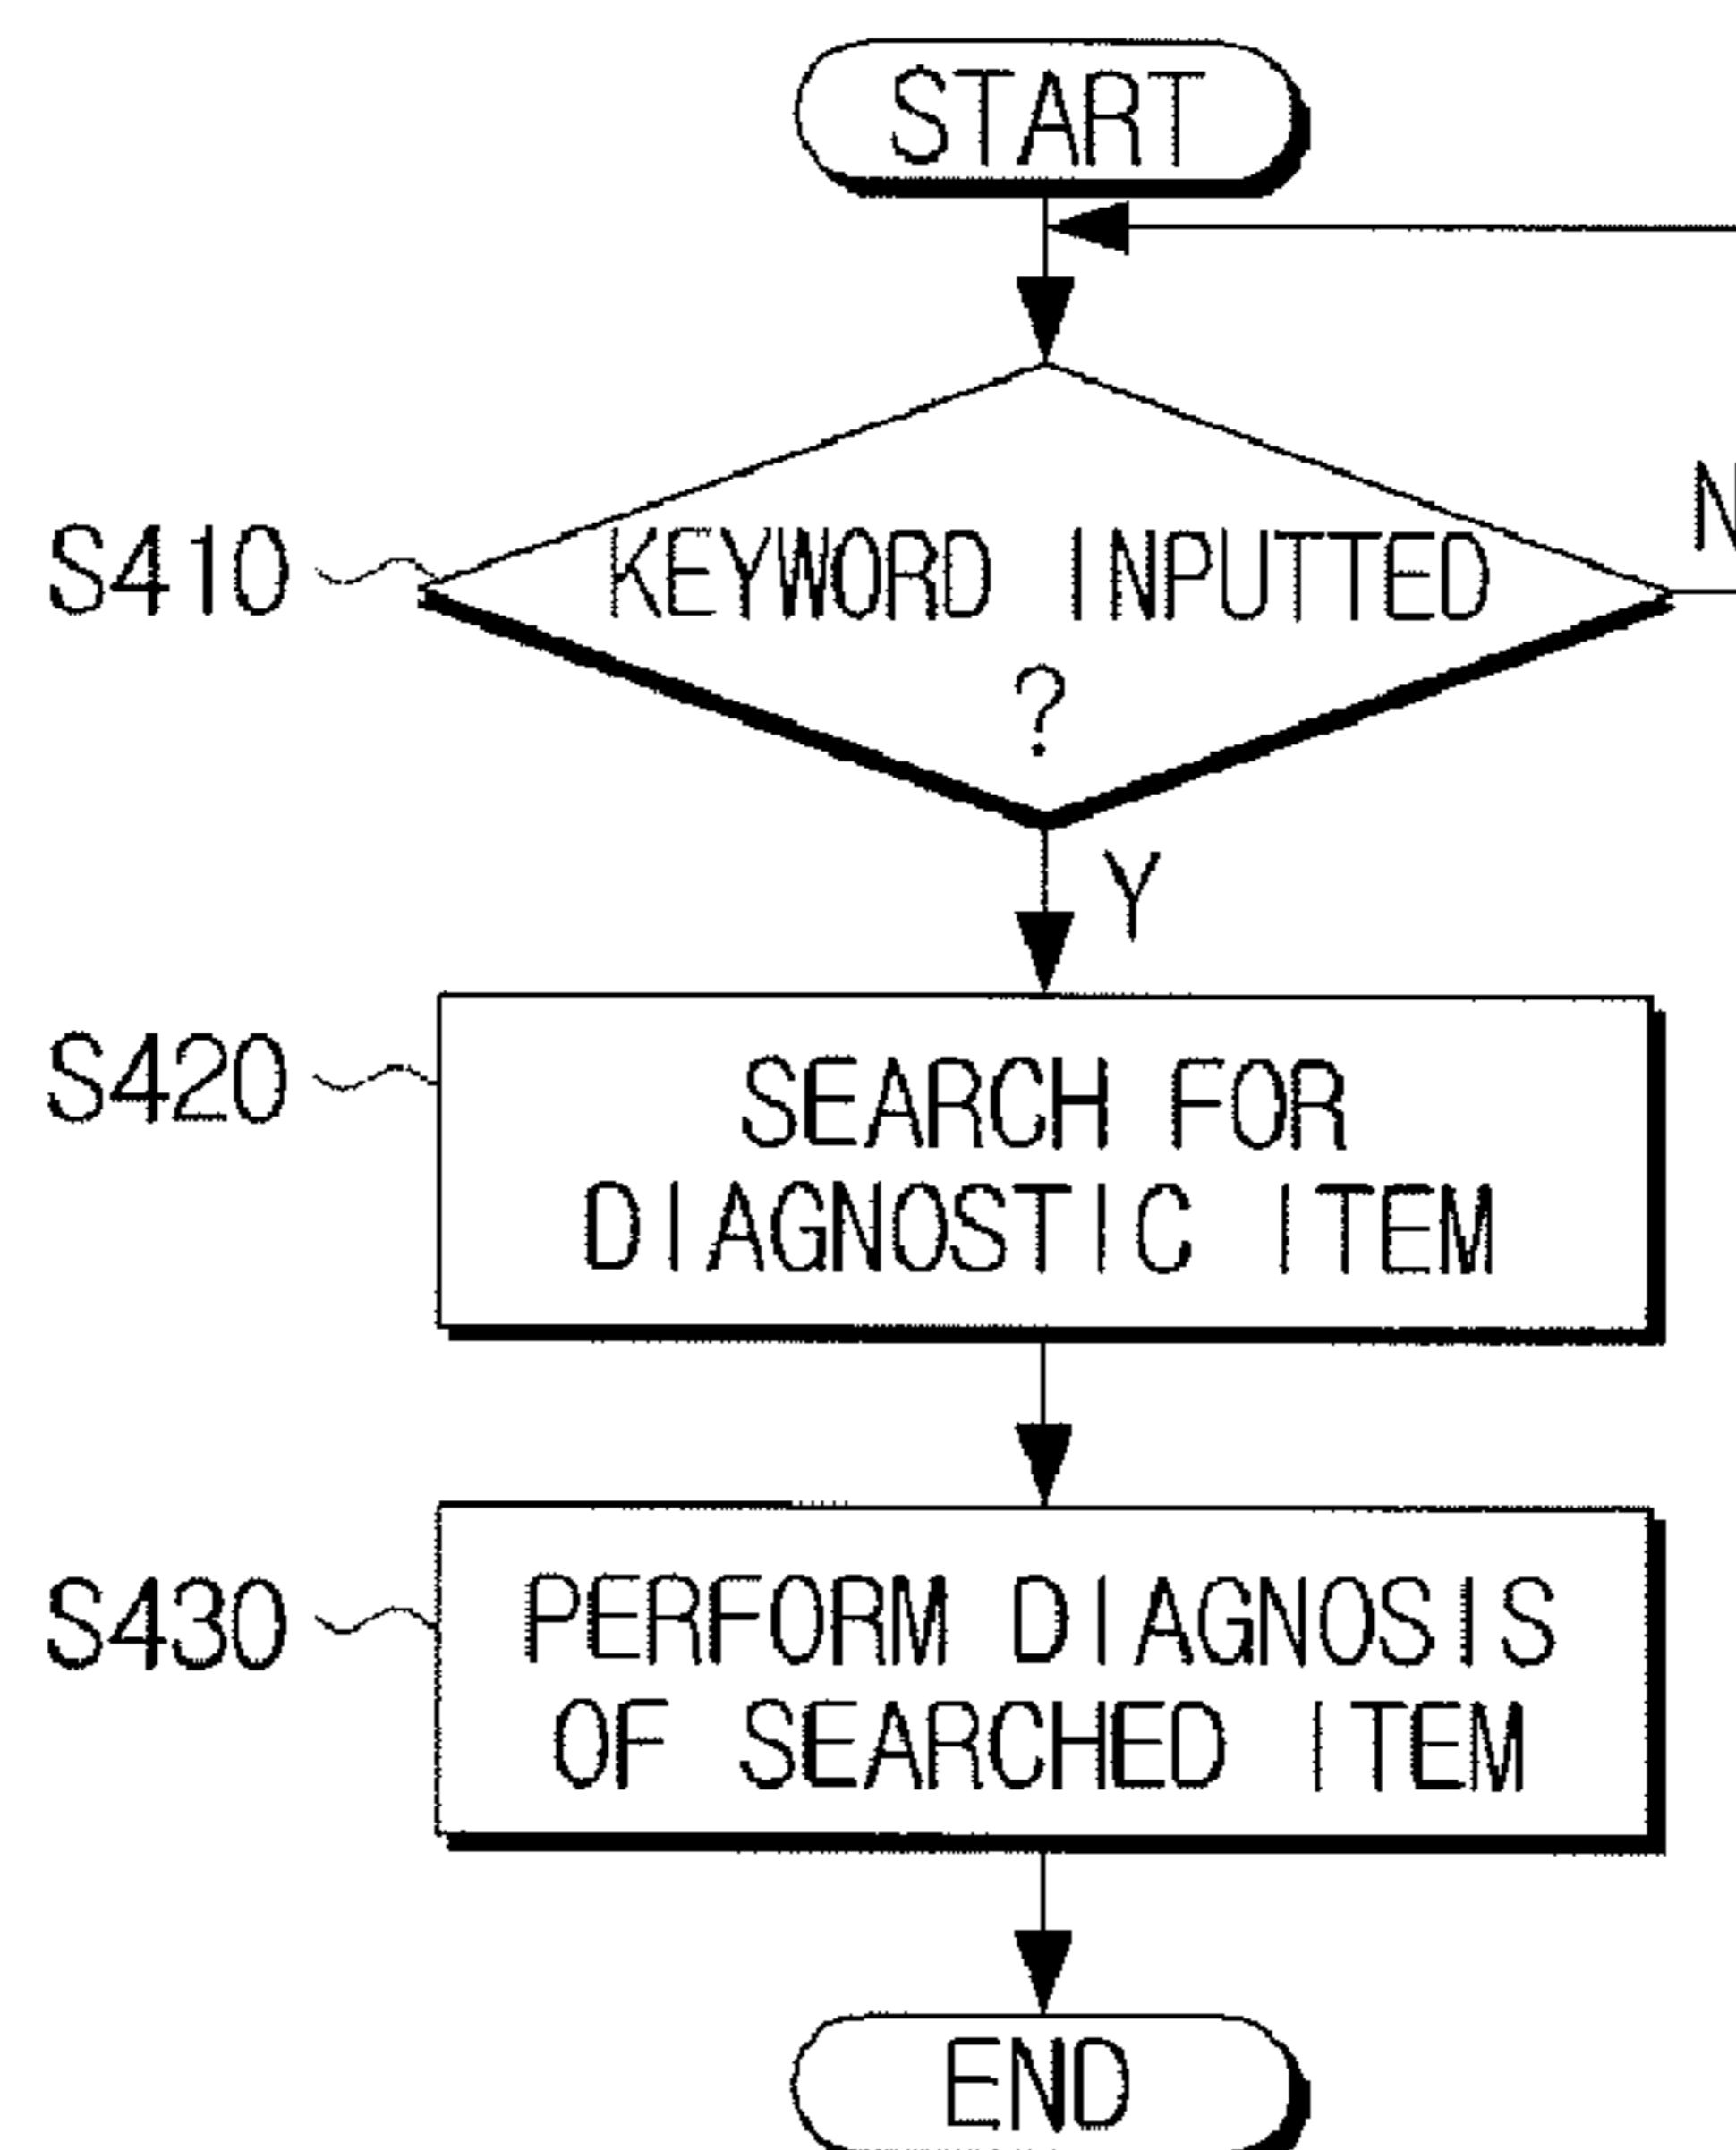 START
S410
KEYWORD INPUTTED
?
N
Y
S420
SEARCH FOR
DIAGNOSTIC ITEM
S430
PERFORM DIAGNOSIS
OF SEARCHED ITEM
END